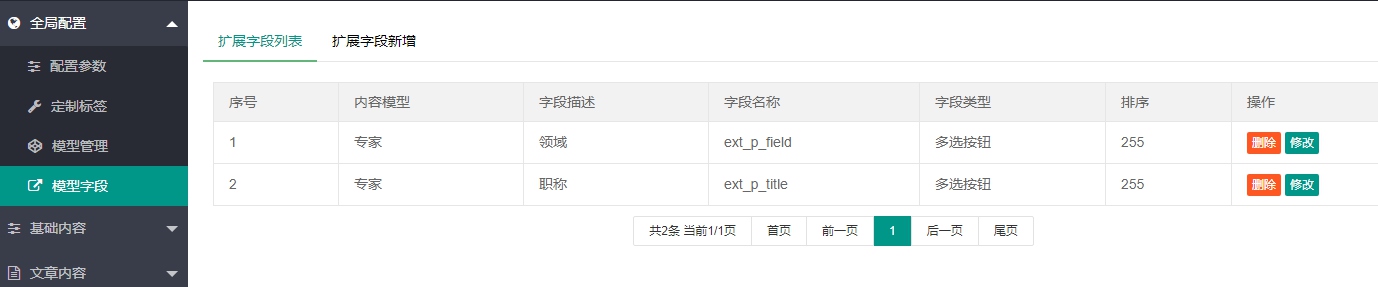 全局配置
配置参数
定制标签
模型管理
模型字段
基础内容
文章内容
扩展字段列表 扩展字段新增
序号 内容模型 字段描述 字段名称 字段类型 排序 操作
1 专家 领域 ext_p_field 多选按钮 255 删除 修改
2 专家 职称 ext_p_title 多选按钮 255 删除 修改
共2条 当前1/1页 首页 前一页 1 后一页 尾页